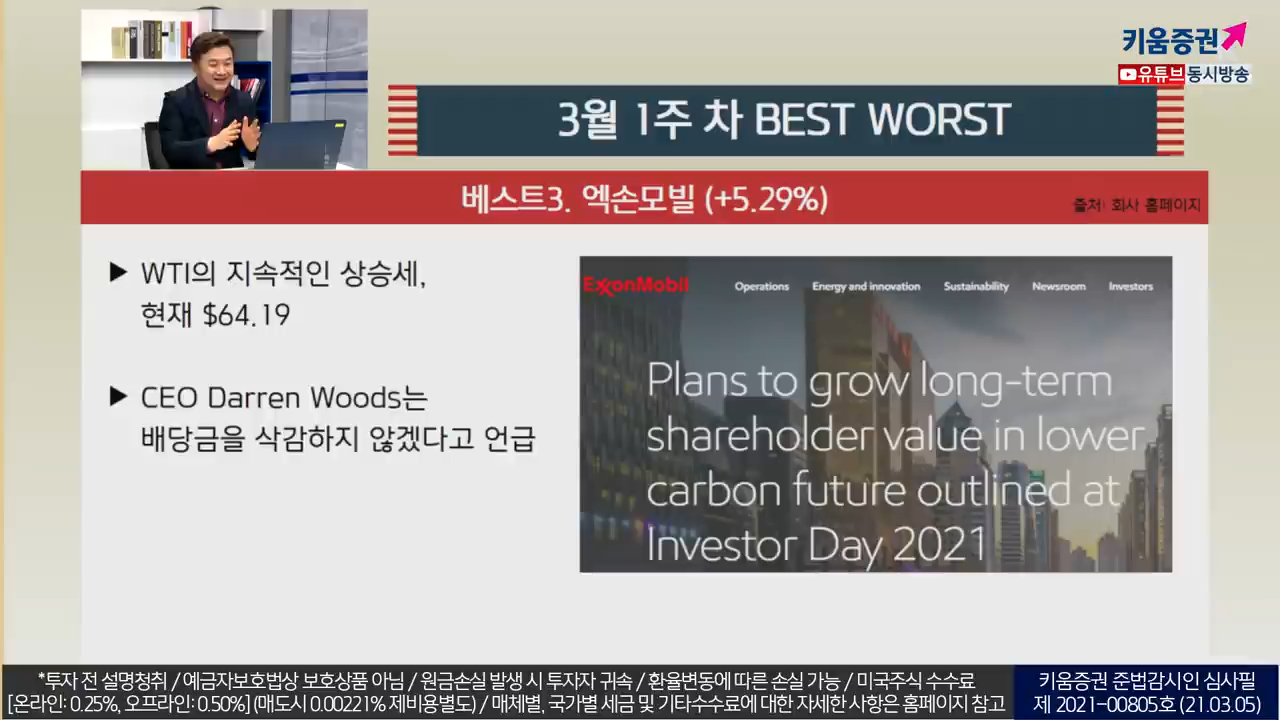 키움증권
유튜브 동시방송
3월 1주 차 BEST WORST
베스트3. 엑손모빌 (+5.29%)
출처: 회사 홈페이지
▶ WTI의 지속적인 상승세,
현재 $64.19
▶ CEO Darren Woods는
배당금을 삭감하지 않겠다고 언급
ExxonMobil
Operations Energy and innovation Sustainability Newsroom Investors
Plans to grow long-term
shareholder value in lower
carbon future outlined at
Investor Day 2021
*투자 전 설명청취 / 예금자보호법상 보호상품 아님 / 원금손실 발생 시 투자자 귀속 / 환율변동에 따른 손실 가능 / 미국주식 수수료
[온라인: 0.25%, 오프라인: 0.50%] (매도시 0.00221% 제비용별도) / 매체별, 국가별 세금 및 기타수수료에 대한 자세한 사항은 홈페이지 참고
키움증권 준법감시인 심사필
제 2021-00805호 (21.03.05)